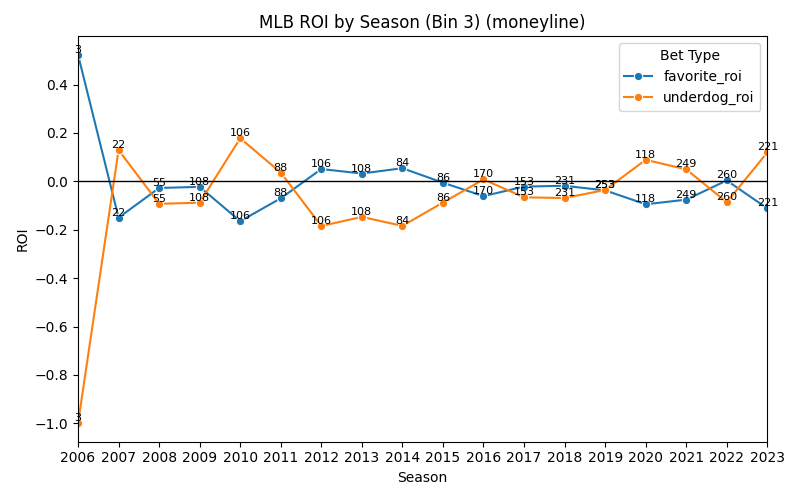 MLB ROI by Season (Bin 3) (moneyline)
Bet Type
favorite_roi
underdog_roi
ROI
0.4
0.2
0.0
−0.2
−0.4
−0.6
−0.8
−1.0
3 22 55 108 106 88 106 108 84 86 170 153 231 253 118 249 260 221
3 22 55 108 106 88 106 108 84 86 170 153 231 253 118 249 260 221
2006 2007 2008 2009 2010 2011 2012 2013 2014 2015 2016 2017 2018 2019 2020 2021 2022 2023
Season